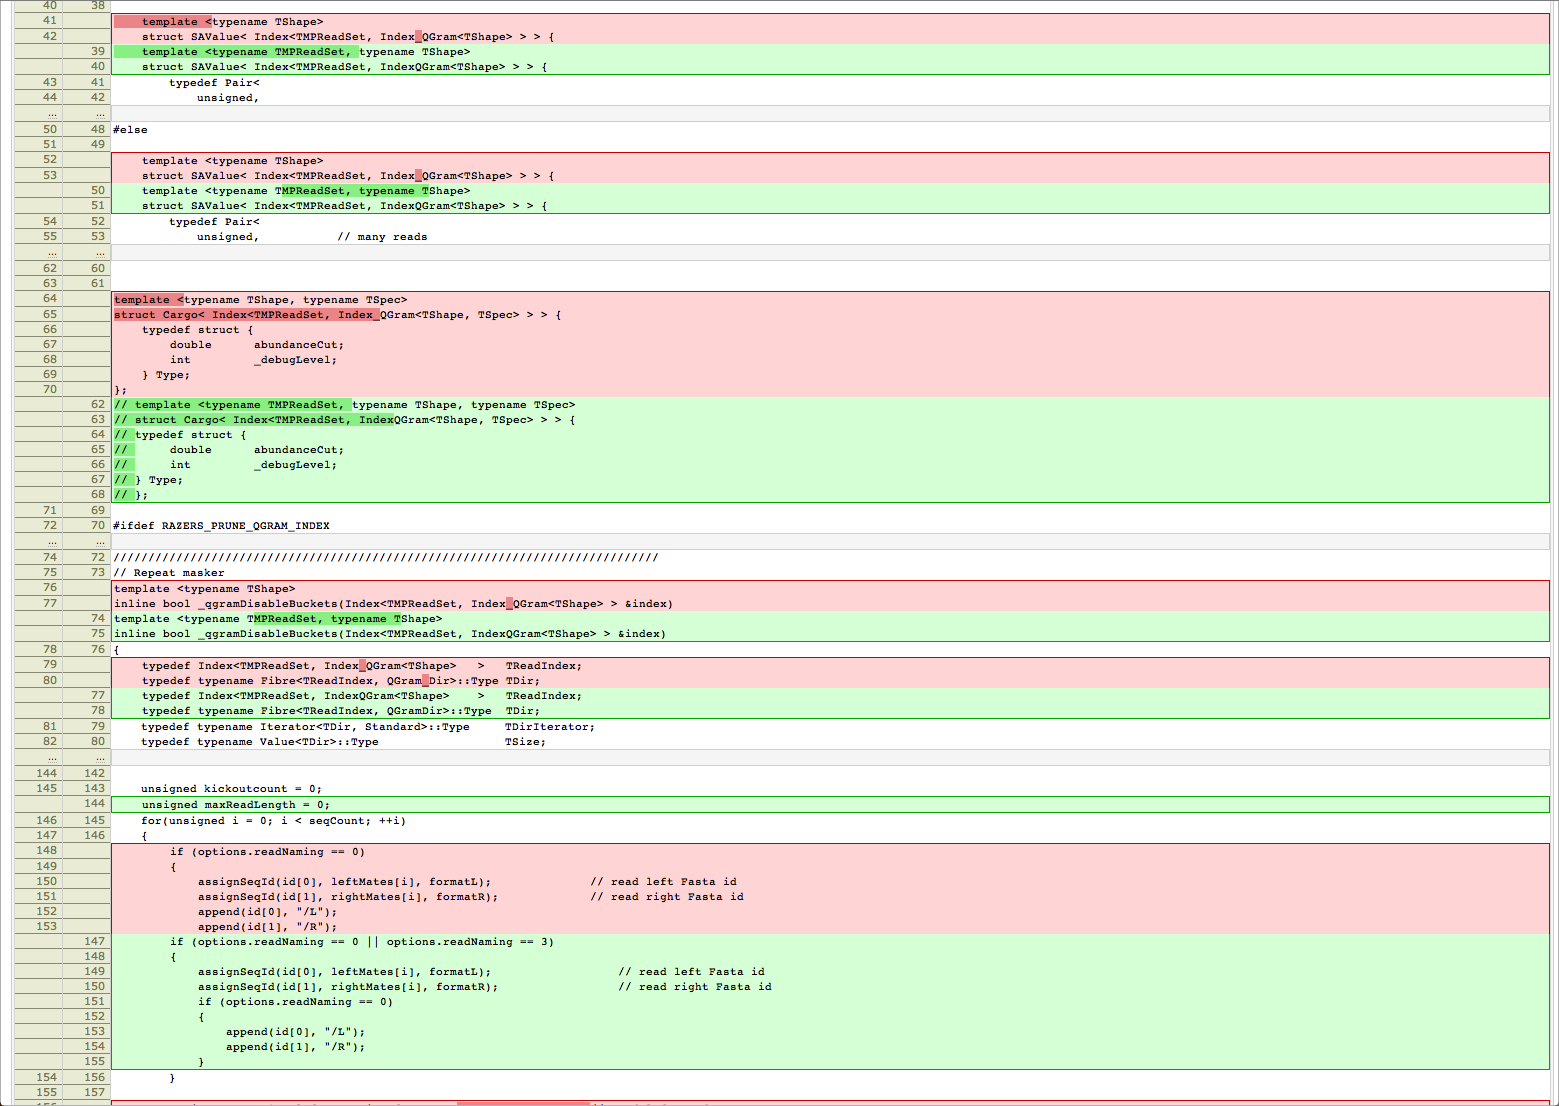 40 38
41 template <typename TShape>
42 struct SAValue< Index<TMPReadSet, Index_QGram<TShape> > > {
39 template <typename TMPReadSet, typename TShape>
40 struct SAValue< Index<TMPReadSet, IndexQGram<TShape> > > {
43 41 typedef Pair<
44 42 unsigned,
... ...
50 48 #else
51 49
52 template <typename TShape>
53 struct SAValue< Index<TMPReadSet, Index_QGram<TShape> > > {
50 template <typename TMPReadSet, typename TShape>
51 struct SAValue< Index<TMPReadSet, IndexQGram<TShape> > > {
54 52 typedef Pair<
55 53 unsigned, // many reads
... ...
62 60
63 61
64 template <typename TShape, typename TSpec>
65 struct Cargo< Index<TMPReadSet, Index_QGram<TShape, TSpec> > > {
66 typedef struct {
67 double abundanceCut;
68 int _debugLevel;
69 } Type;
70 };
62 // template <typename TMPReadSet, typename TShape, typename TSpec>
63 // struct Cargo< Index<TMPReadSet, IndexQGram<TShape, TSpec> > > {
64 // typedef struct {
65 // double abundanceCut;
66 // int _debugLevel;
67 // } Type;
68 // };
71 69
72 70 #ifdef RAZERS_PRUNE_QGRAM_INDEX
... ...
74 72 //////////////////////////////////////////////////////////////////////////////
75 73 // Repeat masker
76 template <typename TShape>
77 inline bool _qgramDisableBuckets(Index<TMPReadSet, Index_QGram<TShape> > &index)
74 template <typename TMPReadSet, typename TShape>
75 inline bool _qgramDisableBuckets(Index<TMPReadSet, IndexQGram<TShape> > &index)
78 76 {
79 typedef Index<TMPReadSet, Index_QGram<TShape> > TReadIndex;
80 typedef typename Fibre<TReadIndex, QGram_Dir>::Type TDir;
77 typedef Index<TMPReadSet, IndexQGram<TShape> > TReadIndex;
78 typedef typename Fibre<TReadIndex, QGramDir>::Type TDir;
81 79 typedef typename Iterator<TDir, Standard>::Type TDirIterator;
82 80 typedef typename Value<TDir>::Type TSize;
... ...
144 142
145 143 unsigned kickoutcount = 0;
144 unsigned maxReadLength = 0;
146 145 for(unsigned i = 0; i < seqCount; ++i)
147 146 {
148 if (options.readNaming == 0)
149 {
150 assignSeqId(id[0], leftMates[i], formatL); // read left Fasta id
151 assignSeqId(id[1], rightMates[i], formatR); // read right Fasta id
152 append(id[0], "/L");
153 append(id[1], "/R");
147 if (options.readNaming == 0 || options.readNaming == 3)
148 {
149 assignSeqId(id[0], leftMates[i], formatL); // read left Fasta id
150 assignSeqId(id[1], rightMates[i], formatR); // read right Fasta id
151 if (options.readNaming == 0)
152 {
153 append(id[0], "/L");
154 append(id[1], "/R");
155 }
154 156 }
155 157